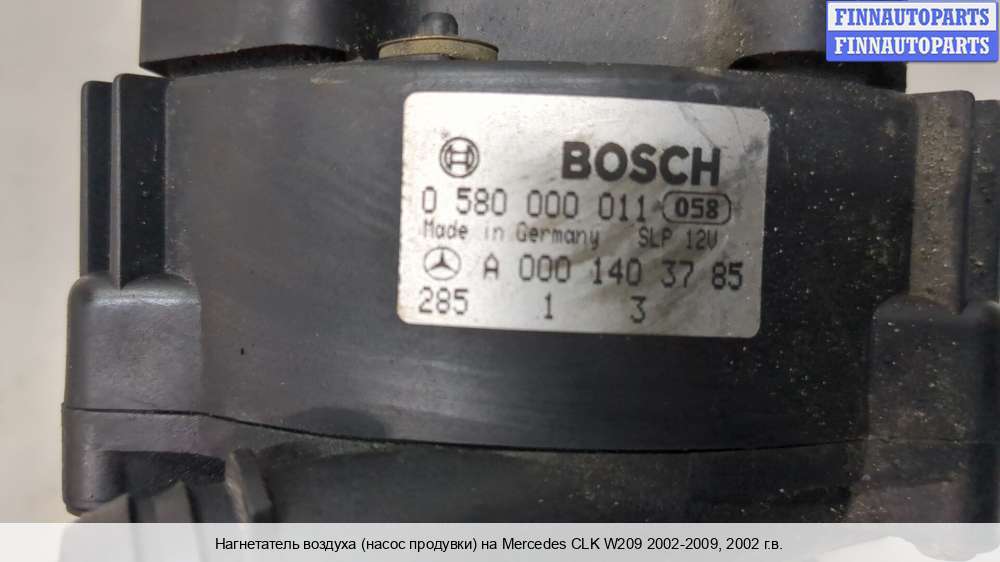 FINNAUTOPARTS
FINNAUTOPARTS
BOSCH
0 580 000 011 058
Made in Germany SLP 12V
A 000 140 37 85
285 1 3
Нагнетатель воздуха (насос продувки) на Mercedes CLK W209 2002-2009, 2002 г.в.